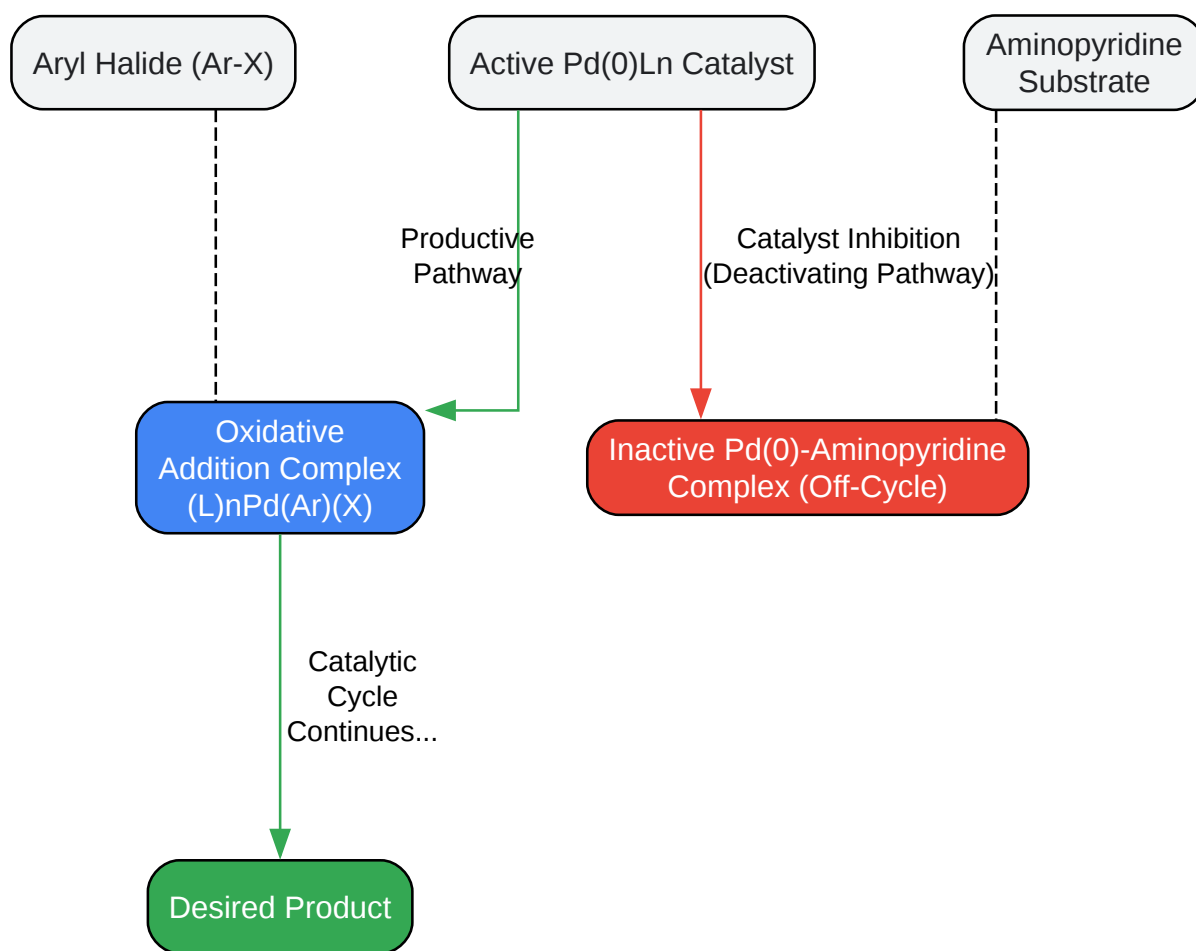 Aryl Halide (Ar-X)
Active Pd(0)Ln Catalyst
Aminopyridine
Substrate
Productive
Pathway
Catalyst Inhibition
(Deactivating Pathway)
Oxidative
Addition Complex
(L)nPd(Ar)(X)
Inactive Pd(0)-Aminopyridine
Complex (Off-Cycle)
Catalytic
Cycle
Continues...
Desired Product